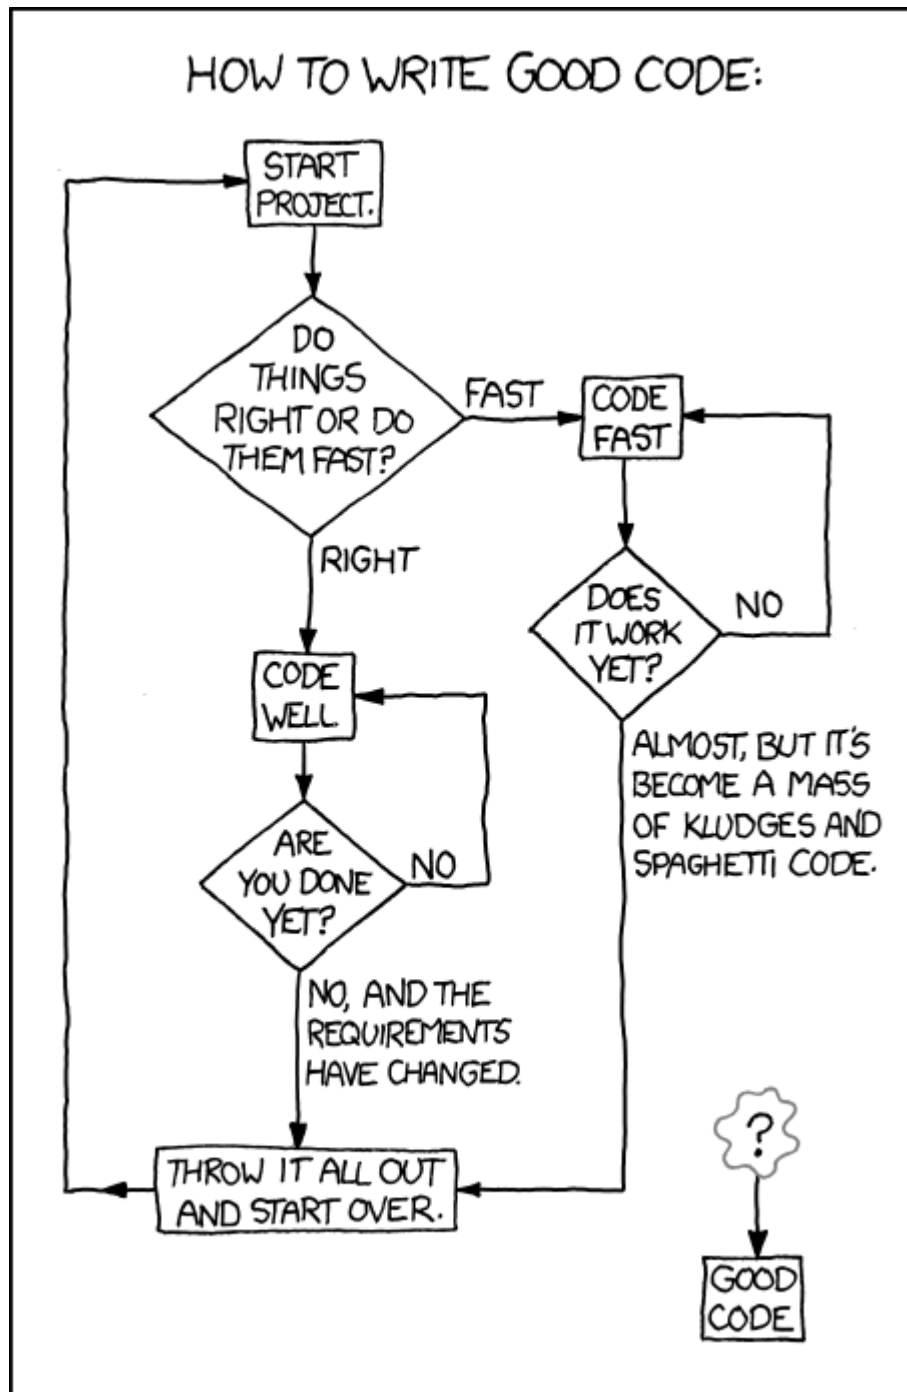 HOW TO WRITE GOOD CODE:
START
PROJECT.
DO
THINGS
RIGHT OR DO
THEM FAST?
FAST
CODE
FAST
RIGHT
DOES
IT WORK
YET?
NO
CODE
WELL.
ALMOST, BUT IT'S
BECOME A MASS
OF KLUDGES AND
SPAGHETTI CODE.
ARE
YOU DONE
YET?
NO
NO, AND THE
REQUIREMENTS
HAVE CHANGED.
THROW IT ALL OUT
AND START OVER.
?
GOOD
CODE